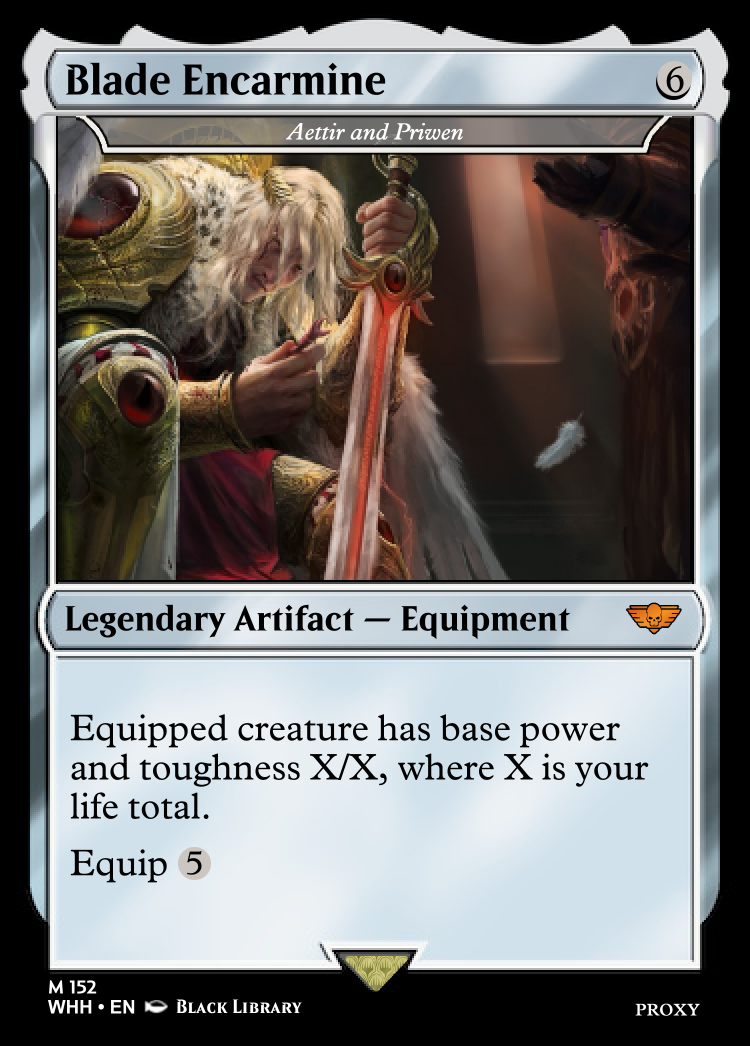 Blade Encarmine 6
Aettir and Priwen
Legendary Artifact — Equipment
Equipped creature has base power
and toughness X/X, where X is your
life total.
Equip 5
M 152
WHH • EN BLACK LIBRARY
PROXY